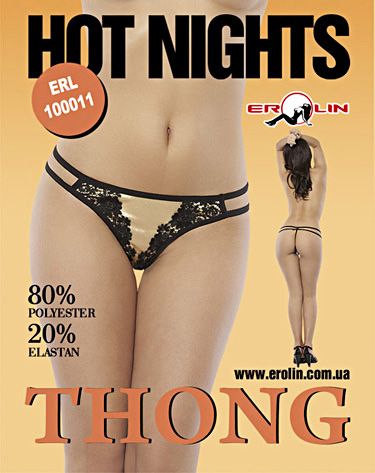 HOT NIGHTS
ERL
100011
EROLIN
80%
POLYESTER
20%
ELASTAN
www.erolin.com.ua
THONG